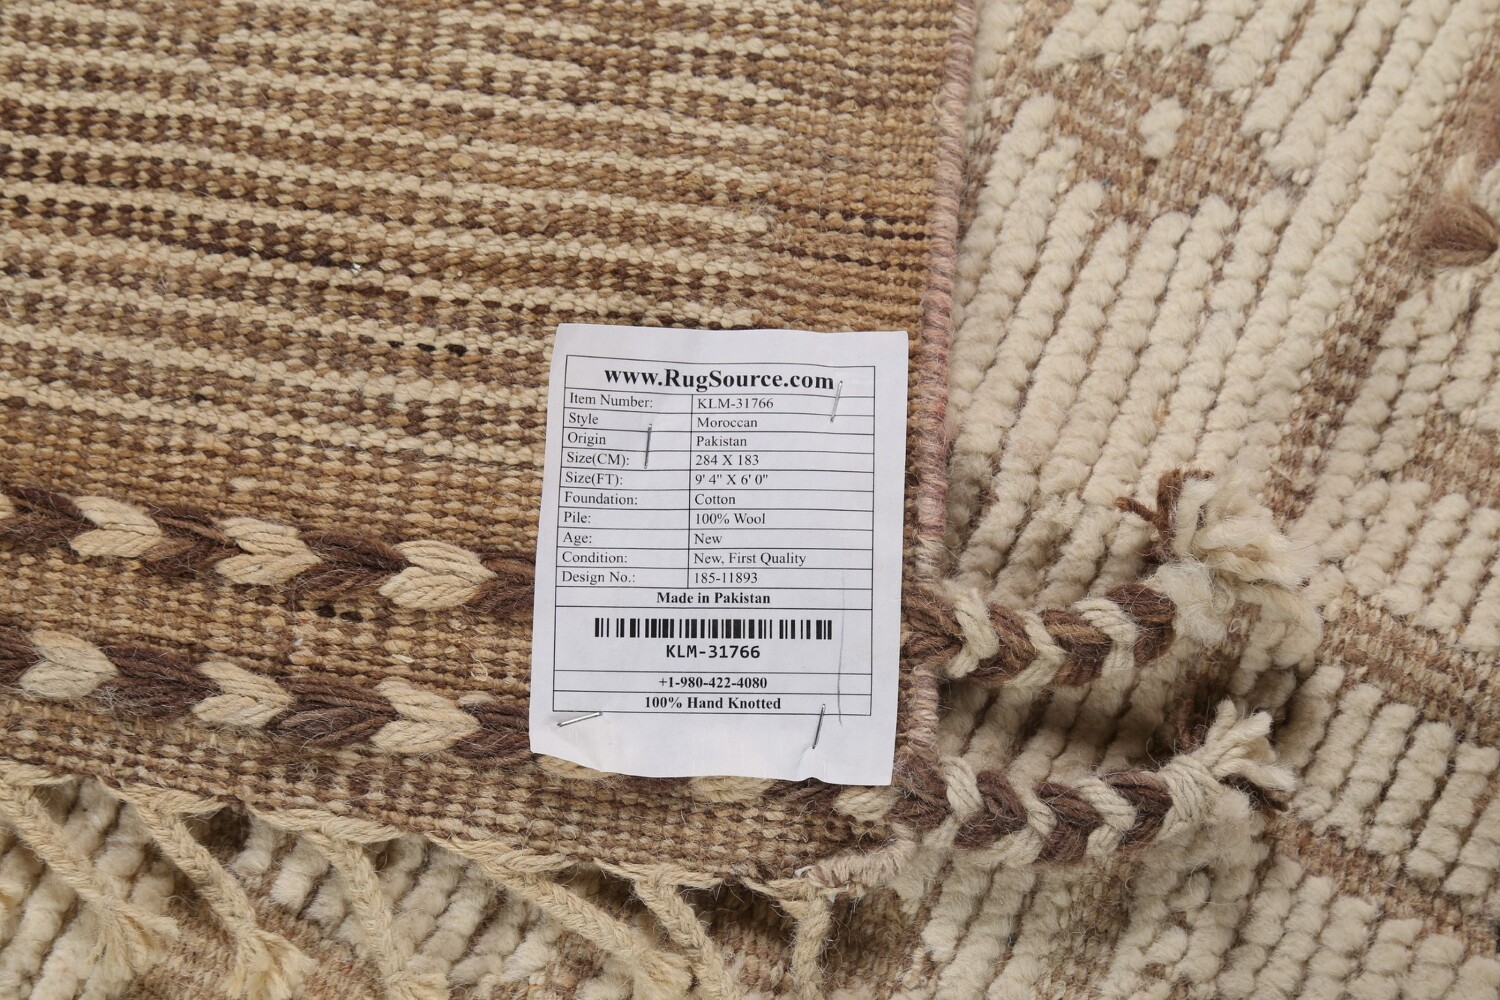 www.RugSource.com
Item Number: KLM-31766
Style Moroccan
Origin Pakistan
Size(CM): 284 X 183
Size(FT): 9' 4" X 6' 0"
Foundation: Cotton
Pile: 100% Wool
Age: New
Condition: New, First Quality
Design No.: 185-11893
Made in Pakistan
KLM-31766
+1-980-422-4080
100% Hand Knotted